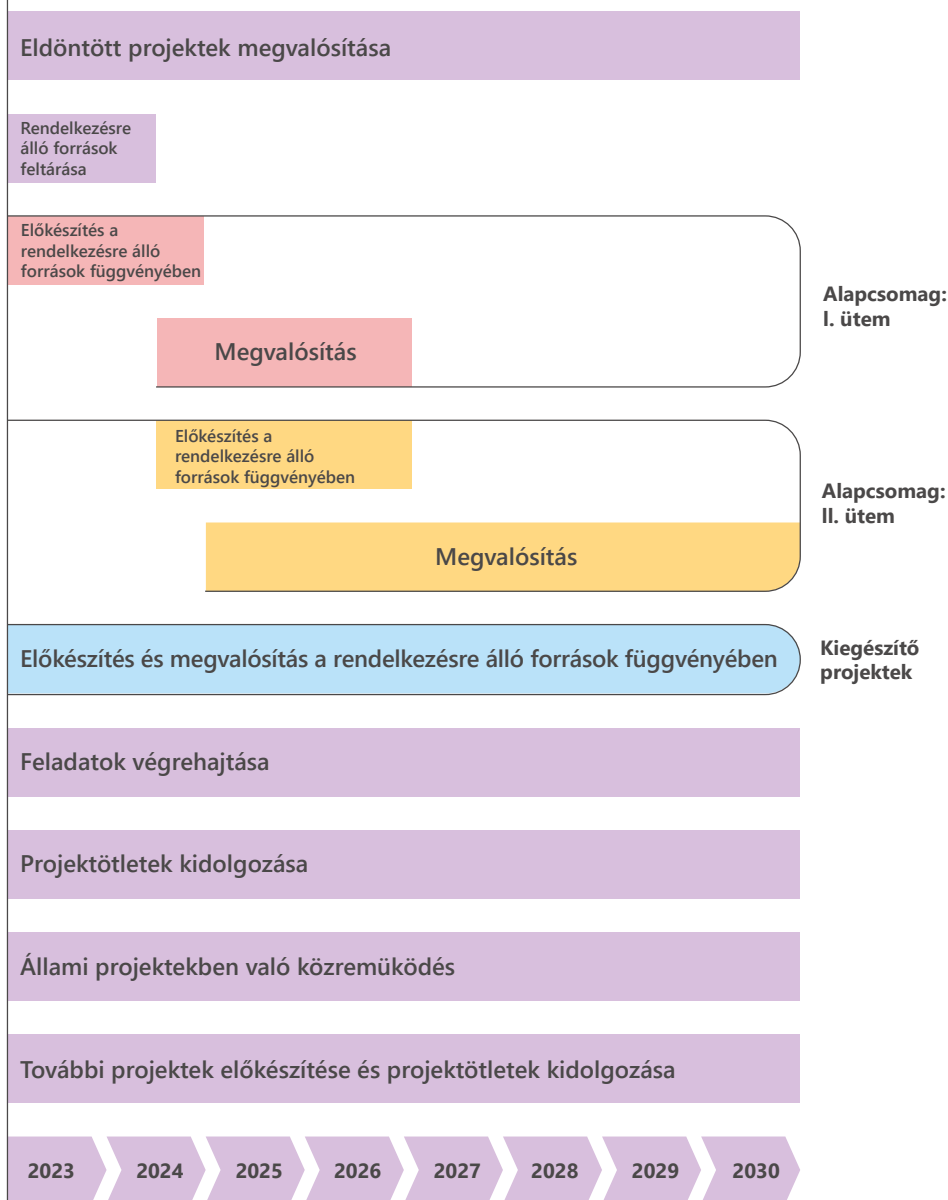 Eldöntött projektek megvalósítása
Rendelkezésre
álló források
feltárása
Előkészítés a
rendelkezésre álló
források függvényében
Megvalósítás
Alapcsomag:
I. ütem
Előkészítés a
rendelkezésre álló
források függvényében
Megvalósítás
Alapcsomag:
II. ütem
Előkészítés és megvalósítás a rendelkezésre álló források függvényében
Kiegészítő
projektek
Feladatok végrehajtása
Projektötletek kidolgozása
Állami projektekben való közremüködés
További projektek előkészítése és projektötletek kidolgozása
2023 2024 2025 2026 2027 2028 2029 2030